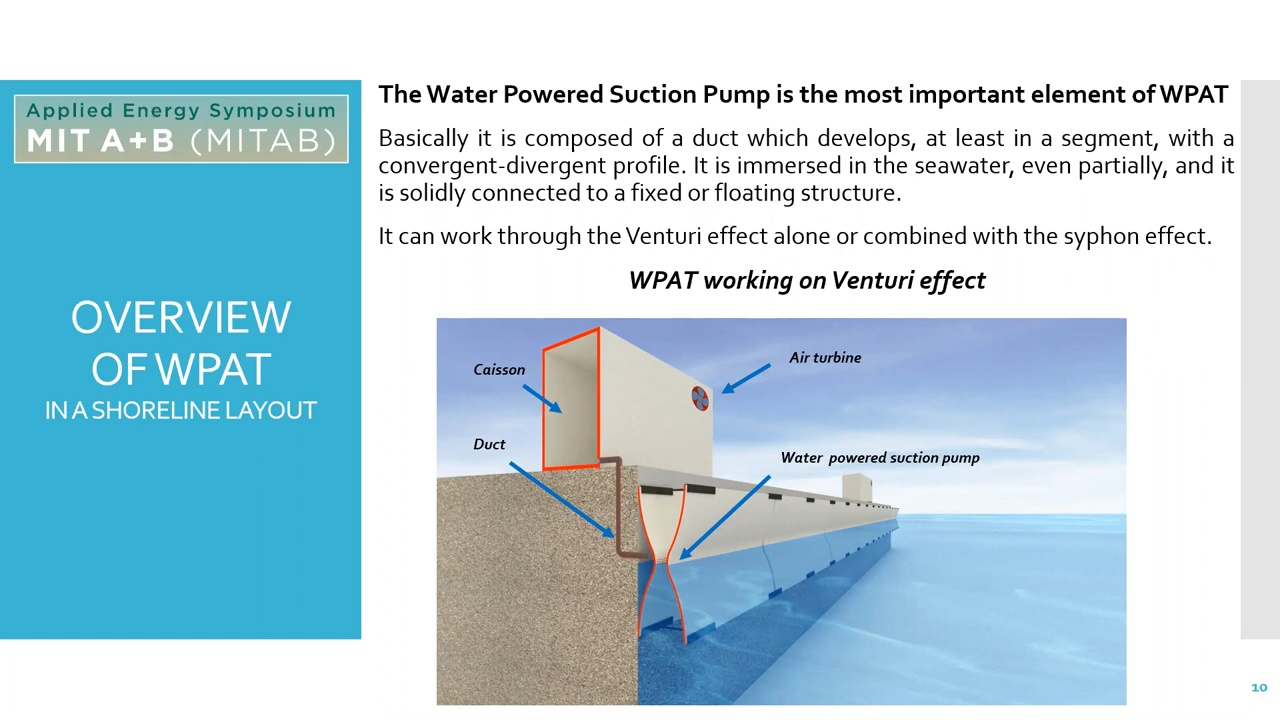 Applied Energy Symposium
MIT A+B (MITAB)
OVERVIEW
OF WPAT
IN A SHORELINE LAYOUT
The Water Powered Suction Pump is the most important element of WPAT
Basically it is composed of a duct which develops, at least in a segment, with a
convergent-divergent profile. It is immersed in the seawater, even partially, and it
is solidly connected to a fixed or floating structure.
It can work through the Venturi effect alone or combined with the syphon effect.
WPAT working on Venturi effect
Air turbine
Caisson
Duct
Water powered suction pump
10